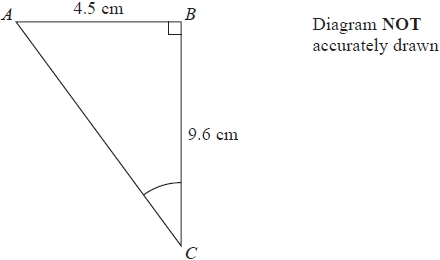 A
4.5 cm
B
Diagram NOT
accurately drawn
9.6 cm
C